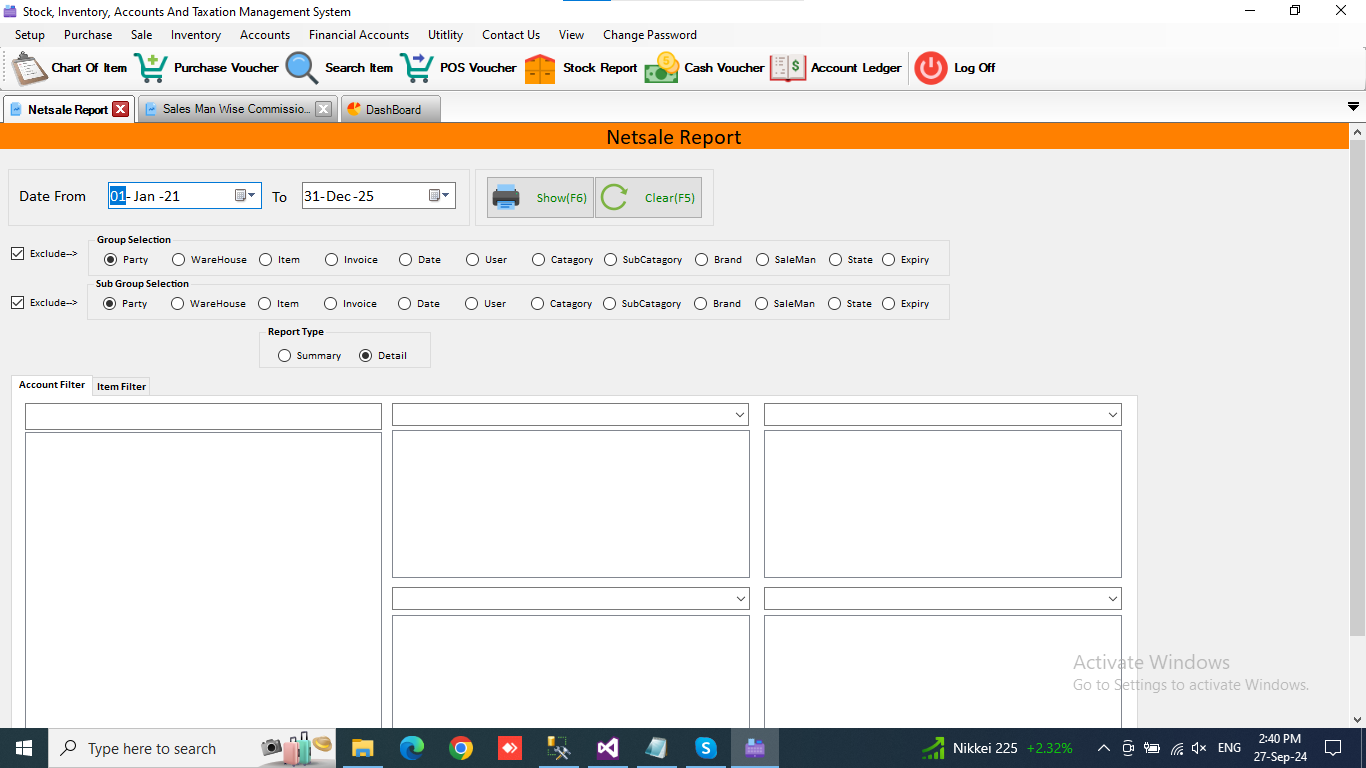 Stock, Inventory, Accounts And Taxation Management System
Setup Purchase Sale Inventory Accounts Financial Accounts Utitlity Contact Us View Change Password
Chart Of Item Purchase Voucher Search Item POS Voucher Stock Report Cash Voucher Account Ledger Log Off
Netsale Report Sales Man Wise Commissio... DashBoard
Netsale Report
Date From 01- Jan -21 To 31-Dec -25 Show(F6) Clear(F5)
Group Selection
Exclude--> Party WareHouse Item Invoice Date User Catagory SubCatagory Brand SaleMan State Expiry
Sub Group Selection
Exclude--> Party WareHouse Item Invoice Date User Catagory SubCatagory Brand SaleMan State Expiry
Report Type
Summary Detail
Account Filter Item Filter
Activate Windows
Go to Settings to activate Windows.
Type here to search Nikkei 225 +2.32% ENG 2:40 PM
27-Sep-24